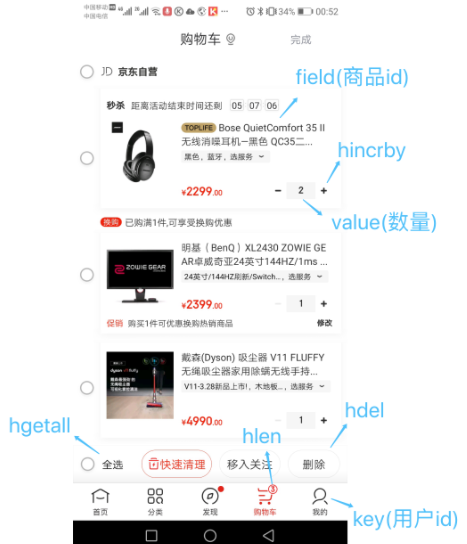 中国移动 HD 4G 2G 34% 00:52
中国电信
购物车 完成
JD 京东自营
field(商品id)
秒杀 距离活动结束时间还剩 05 07 06
TOPLIFE Bose QuietComfort 35 II
无线消噪耳机-黑色 QC35二...
黑色，蓝牙，选服务
hincrby
¥2299.00 - 2 +
value(数量)
换购 已购满1件,可享受换购优惠
明基（BenQ）XL2430 ZOWIE GE
AR卓威奇亚24英寸144HZ/1ms ...
ZOWIE GEAR
24英寸/144HZ刷新/Switch...，选服务
¥2399.00 - 1 +
促销 购买1件可优惠换购热销商品 修改
戴森(Dyson) 吸尘器 V11 FLUFFY
无绳吸尘器家用除螨无线手持...
dyson v11 fluffy
V11-3.28新品上市!，木地板...，选服务
¥4990.00 - 1 +
hgetall
hlen
hdel
全选 快速清理 移入关注 删除
3
首页 分类 发现 购物车 我的
key(用户id)